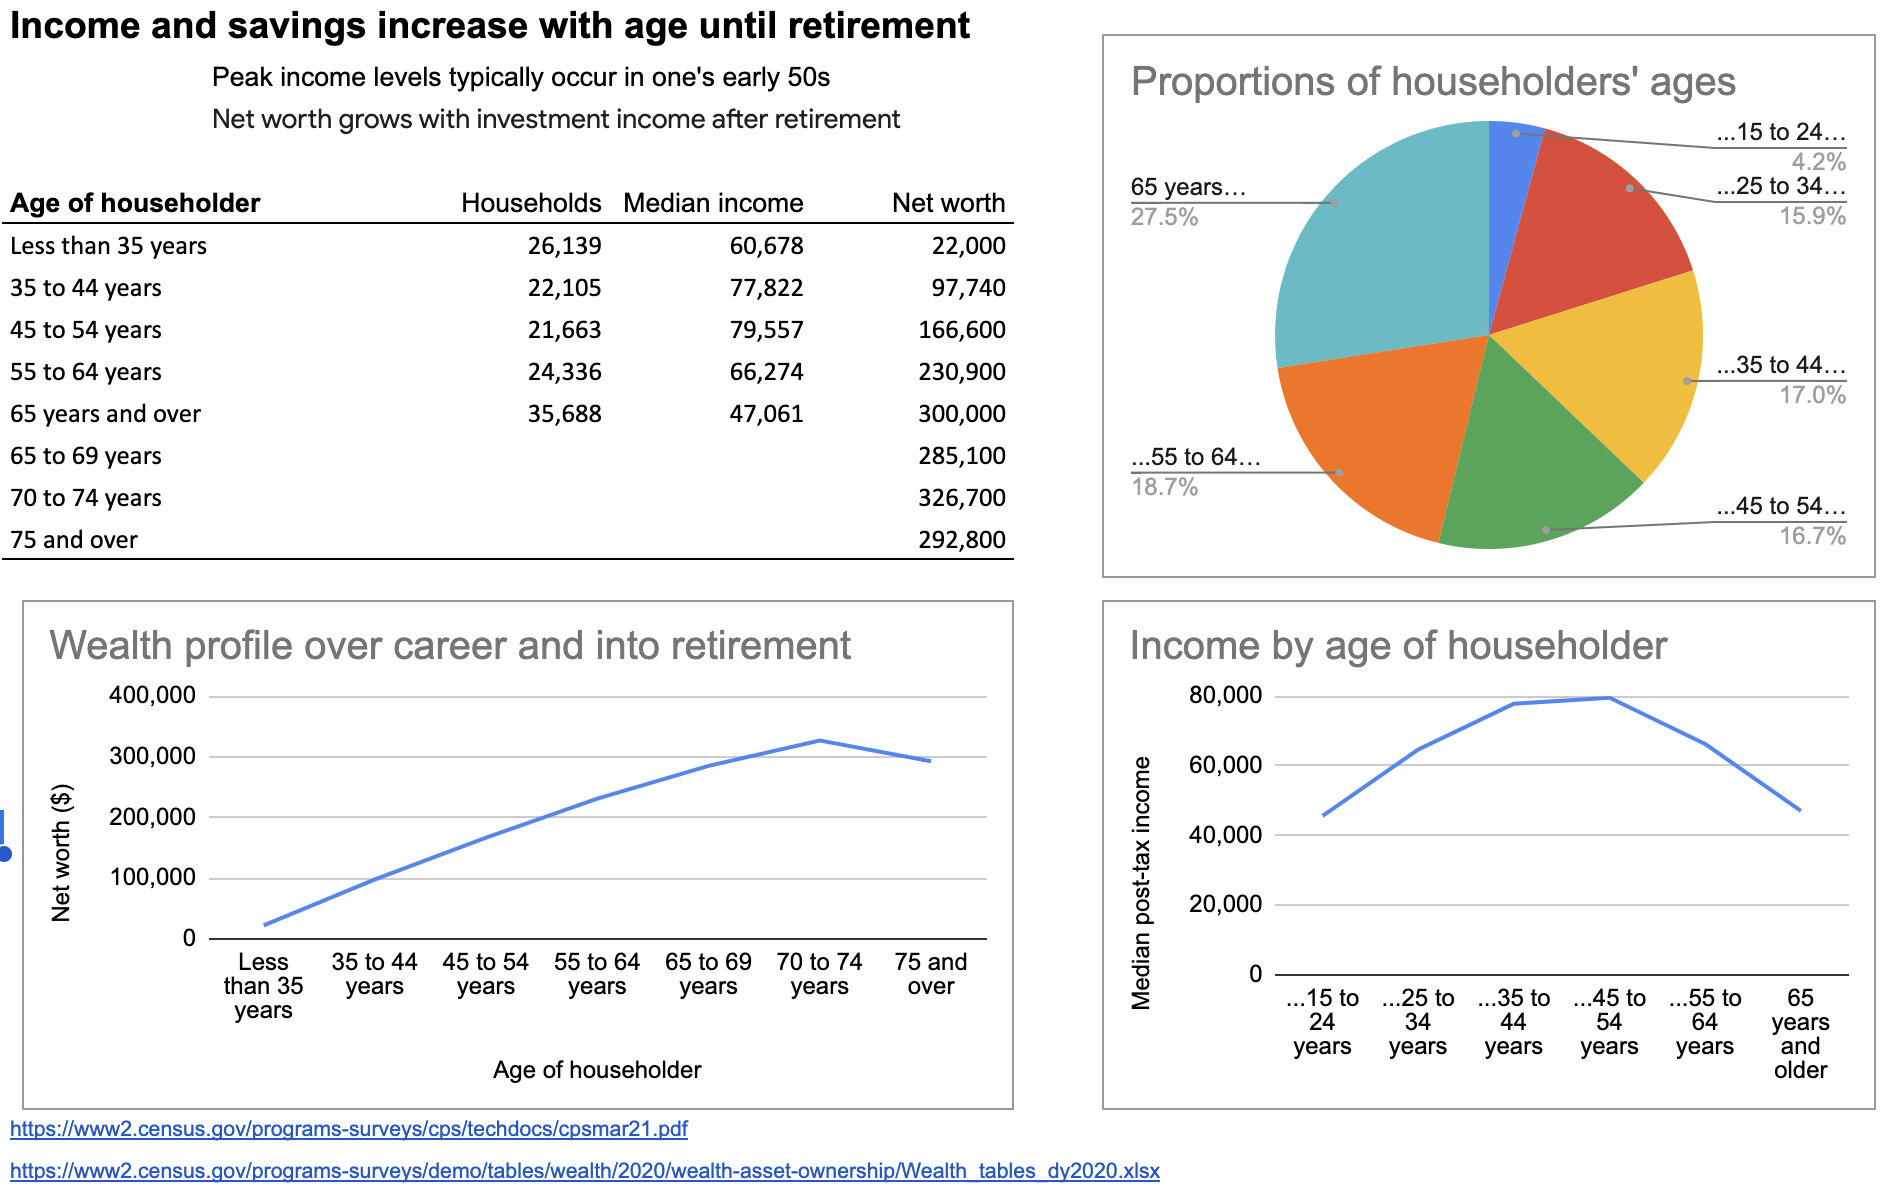 Income and savings increase with age until retirement
Peak income levels typically occur in one's early 50s
Net worth grows with investment income after retirement
Age of householder Households Median income Net worth
Less than 35 years 26,139 60,678 22,000
35 to 44 years 22,105 77,822 97,740
45 to 54 years 21,663 79,557 166,600
55 to 64 years 24,336 66,274 230,900
65 years and over 35,688 47,061 300,000
65 to 69 years 285,100
70 to 74 years 326,700
75 and over 292,800
Proportions of householders' ages
...15 to 24…
4.2%
...25 to 34…
15.9%
...35 to 44…
17.0%
...45 to 54…
16.7%
...55 to 64…
18.7%
65 years…
27.5%
Wealth profile over career and into retirement
Net worth ($)
400,000
300,000
200,000
100,000
0
Less than 35 years
35 to 44 years
45 to 54 years
55 to 64 years
65 to 69 years
70 to 74 years
75 and over
Age of householder
Income by age of householder
Median post-tax income
80,000
60,000
40,000
20,000
0
...15 to 24 years
...25 to 34 years
...35 to 44 years
...45 to 54 years
...55 to 64 years
65 years and older
https://www2.census.gov/programs-surveys/cps/techdocs/cpsmar21.pdf
https://www2.census.gov/programs-surveys/demo/tables/wealth/2020/wealth-asset-ownership/Wealth_tables_dy2020.xlsx